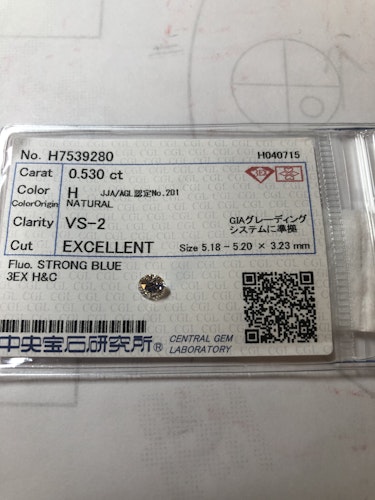 No. H7539280 H040715
Carat 0.530 ct
Color H JJA/AGL認定No.201
ColorOrigin NATURAL
Clarity VS-2 GIAグレーディング
システムに準拠
Cut EXCELLENT Size 5.18 - 5.20 × 3.23 mm
Fluo. STRONG BLUE
3EX H&C
中央宝石研究所® CENTRAL GEM
LABORATORY